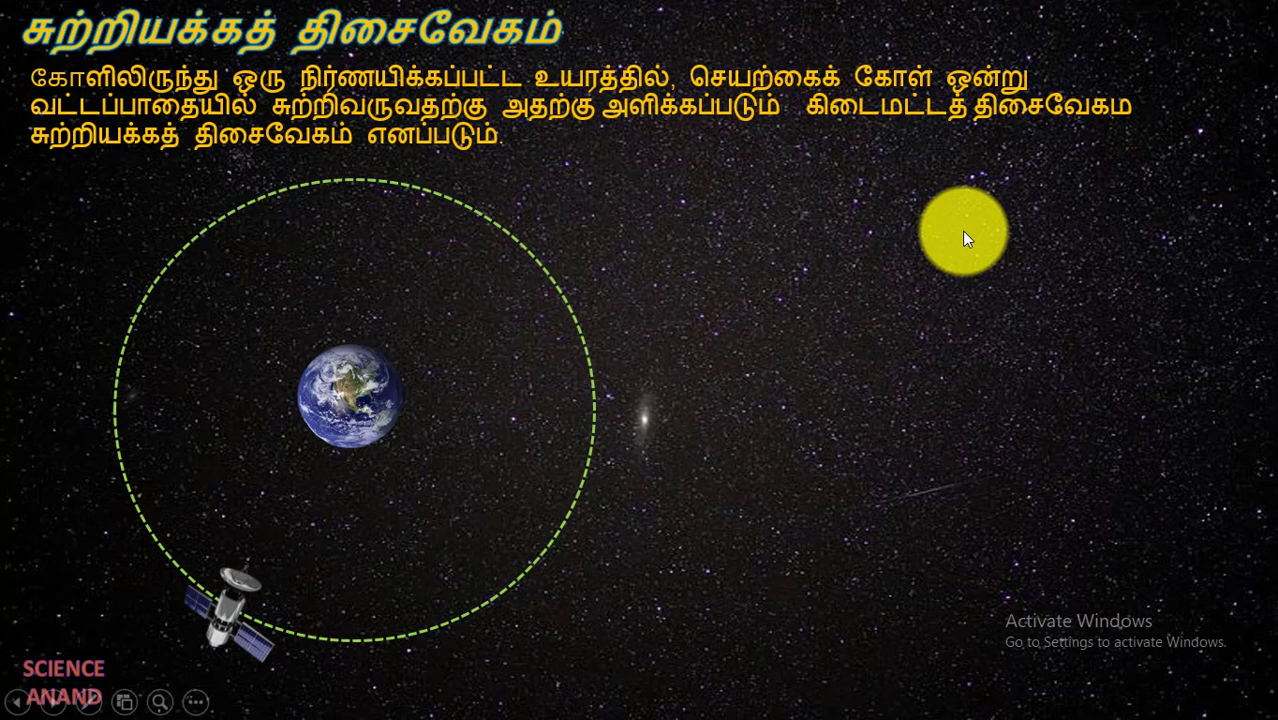 சுற்றியக்கத் திசைவேகம்
கோளிலிருந்து ஒரு நிர்ணயிக்கப்பட்ட உயரத்தில், செயற்கைக் கோள் ஒன்று
வட்டப்பாதையில் சுற்றிவருவதற்கு அதற்கு அளிக்கப்படும் கிடைமட்டத் திசைவேகம
சுற்றியக்கத் திசைவேகம் எனப்படும்.
Activate Windows
Go to Settings to activate Windows.
SCIENCE
ANAND